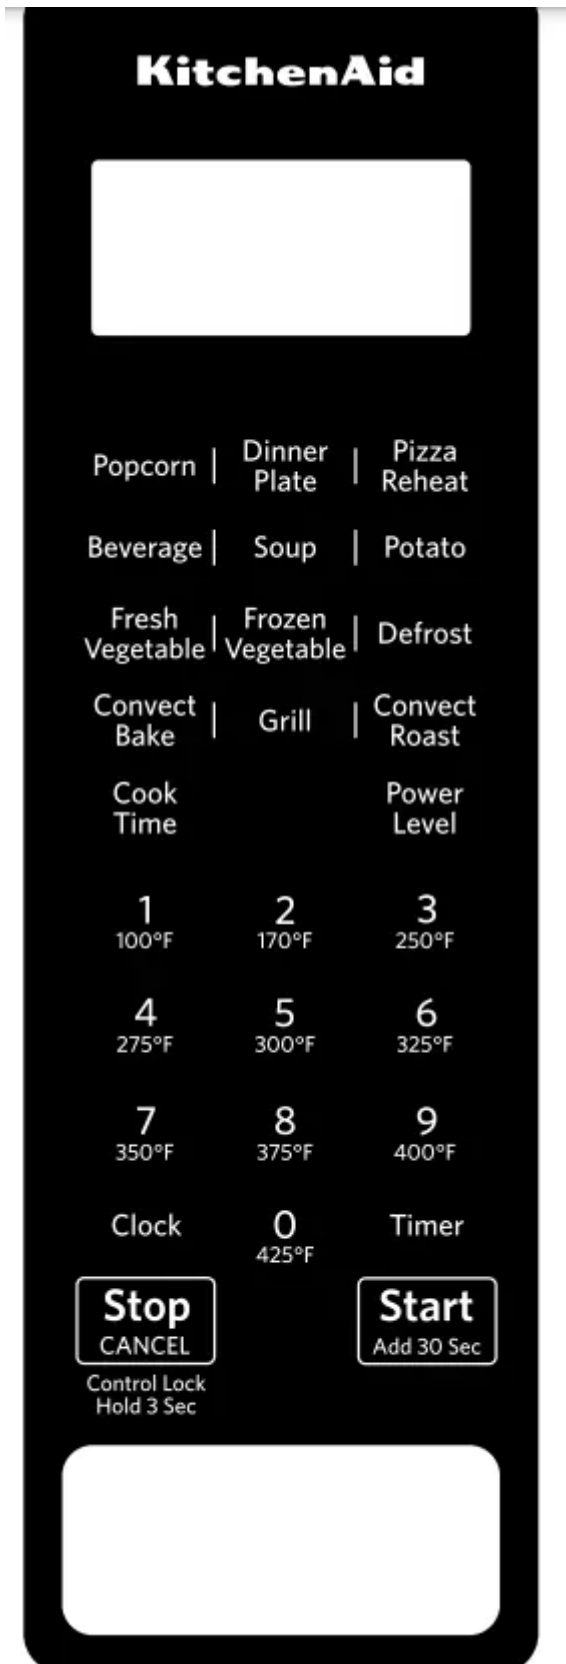 KitchenAid
Popcorn | Dinner Plate | Pizza Reheat
Beverage | Soup | Potato
Fresh Vegetable | Frozen Vegetable | Defrost
Convect Bake | Grill | Convect Roast
Cook Time Power Level
1 2 3
100°F 170°F 250°F
4 5 6
275°F 300°F 325°F
7 8 9
350°F 375°F 400°F
Clock 0 Timer
425°F
Stop Start
CANCEL Add 30 Sec
Control Lock
Hold 3 Sec